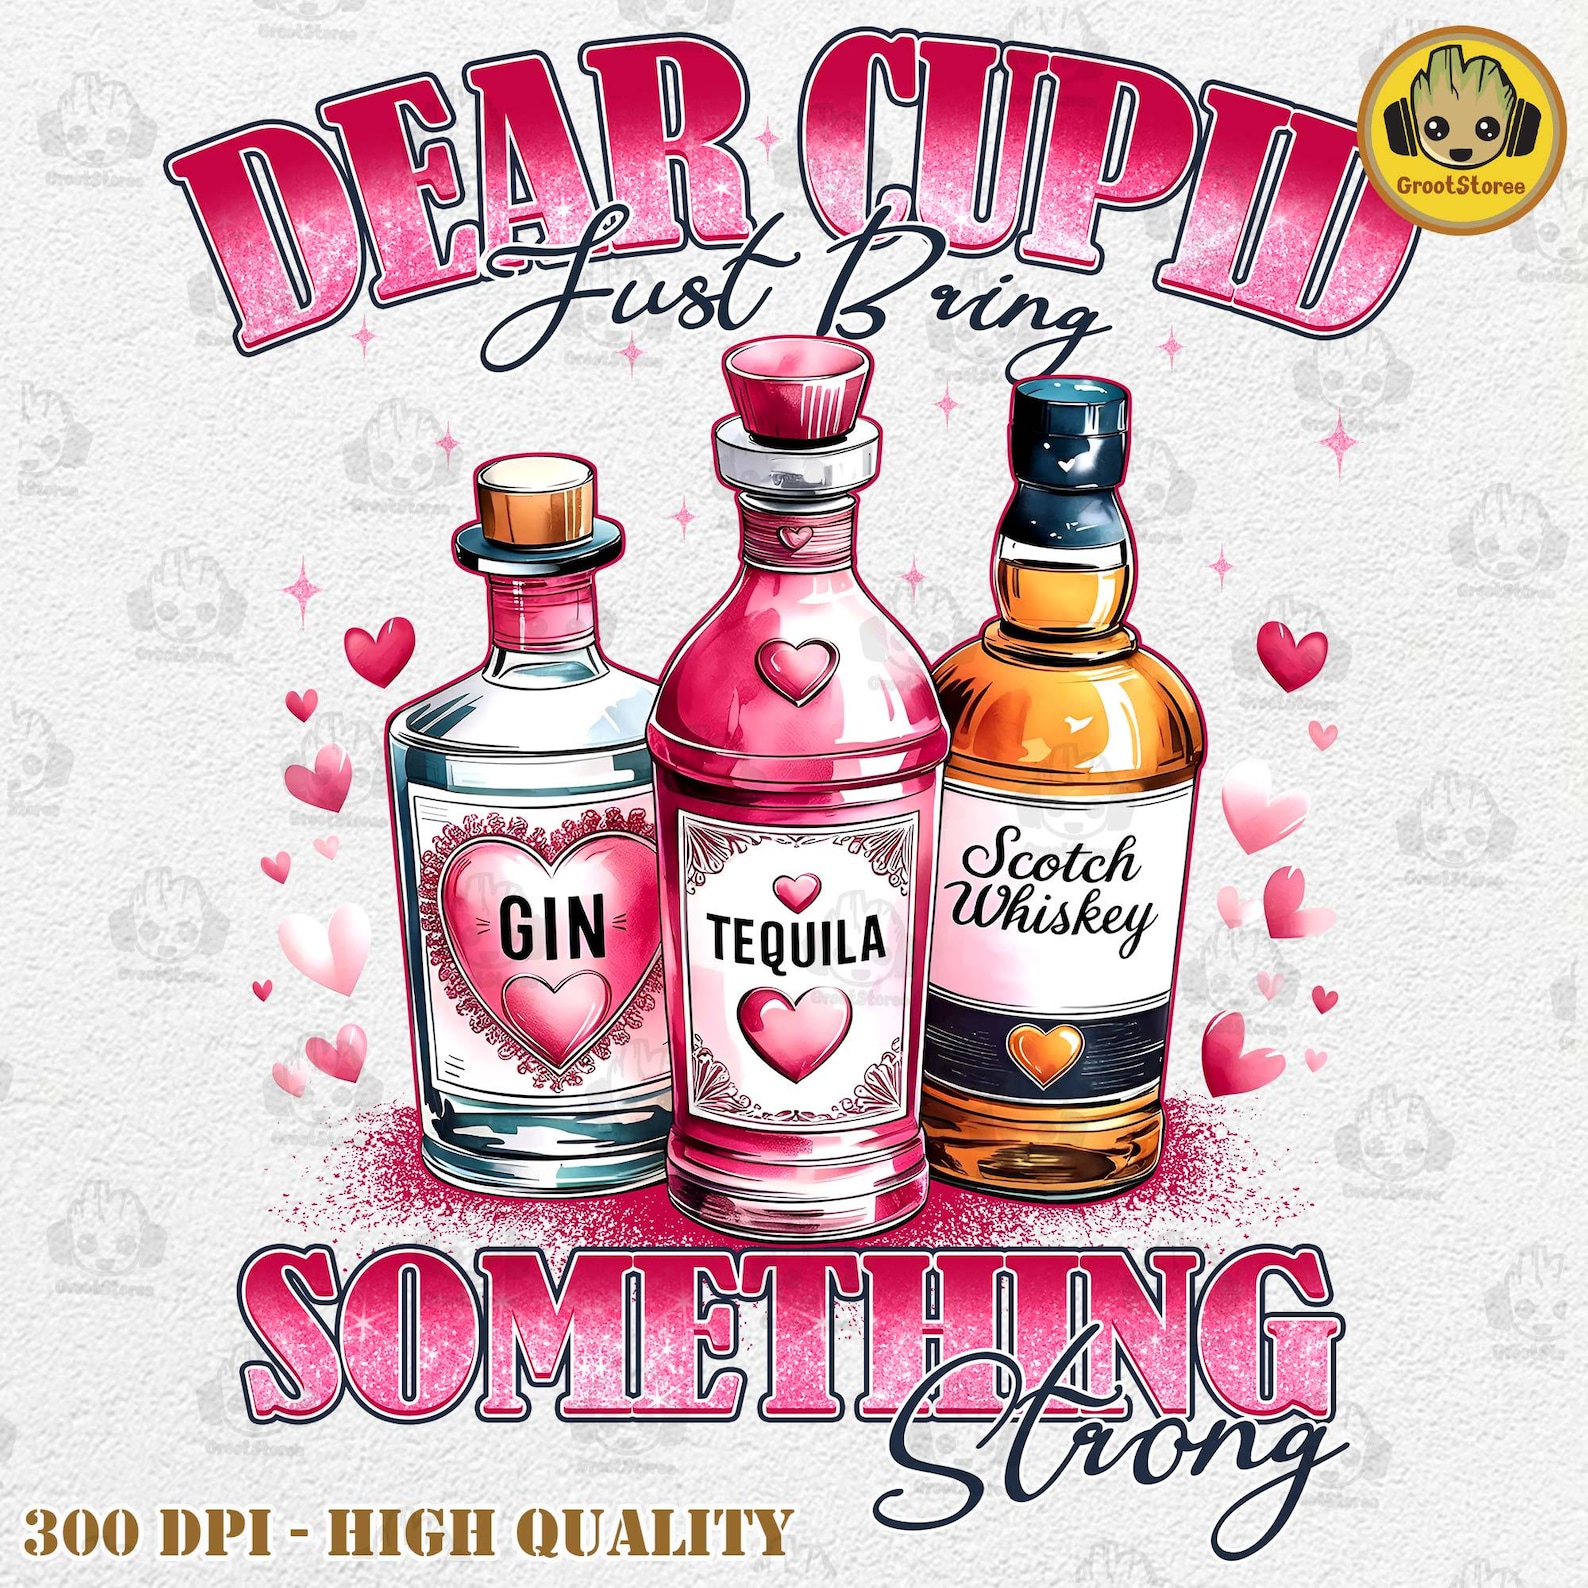 DEAR CUPID
GrootStoree
Just Bring
GIN
TEQUILA
Scotch
Whiskey
SOMETHING
Strong
300 DPI - HIGH QUALITY